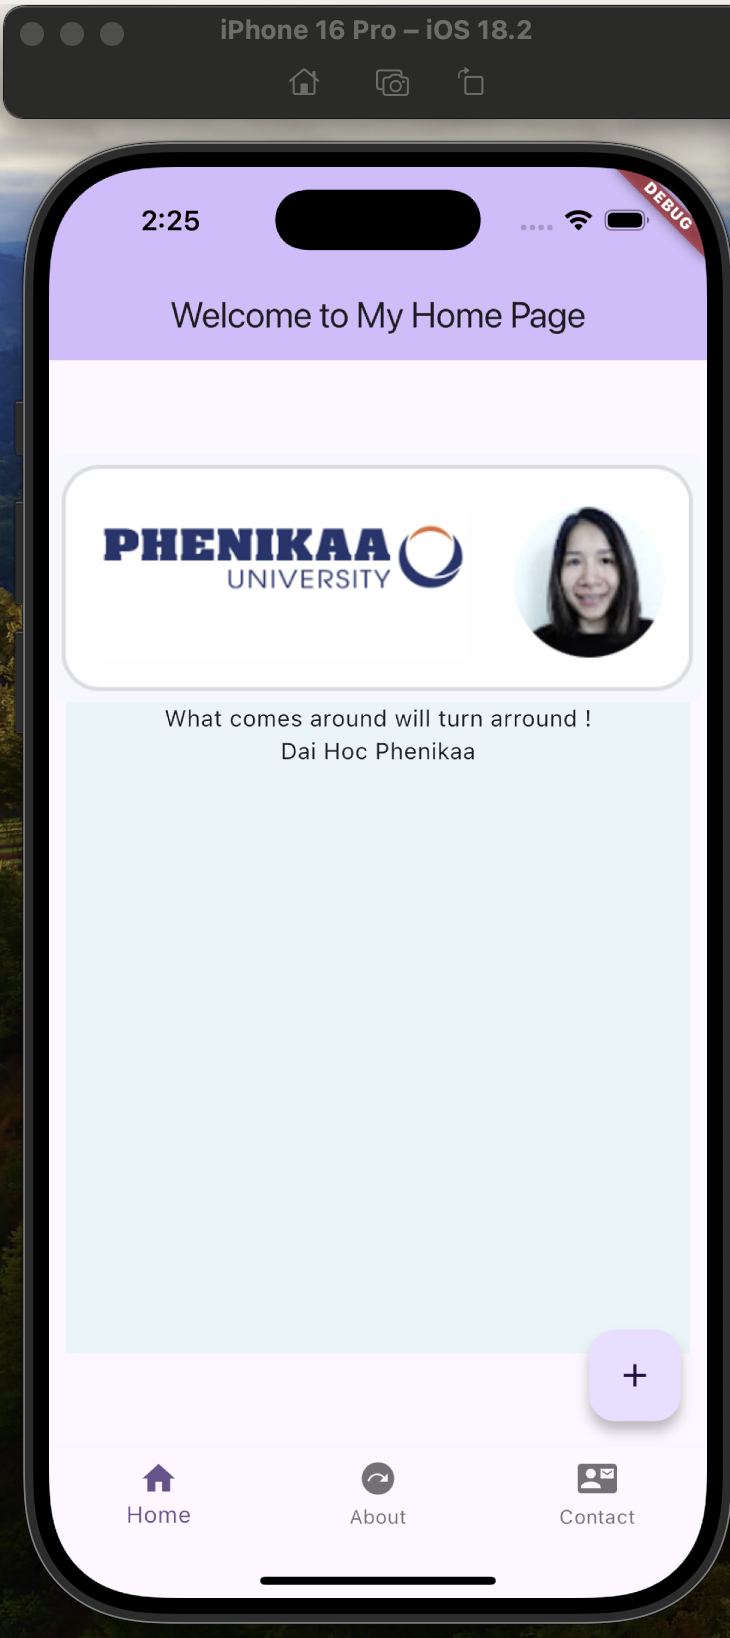 iPhone 16 Pro – iOS 18.2
2:25
DEBUG
Welcome to My Home Page
PHENIKAA
UNIVERSITY
What comes around will turn arround !
Dai Hoc Phenikaa
Home
About
Contact